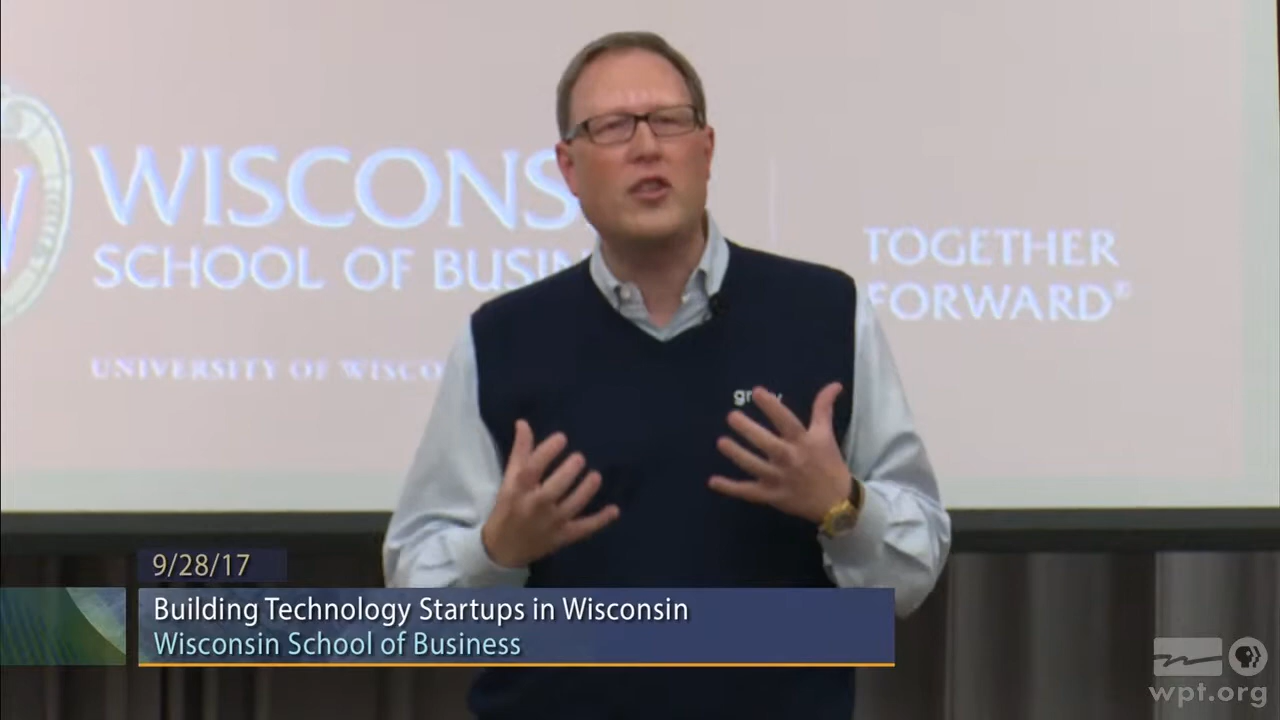 WISCONS
SCHOOL OF BUSIN
UNIVERSITY OF WISCO
TOGETHER
FORWARD®
9/28/17
Building Technology Startups in Wisconsin
Wisconsin School of Business
wpt.org